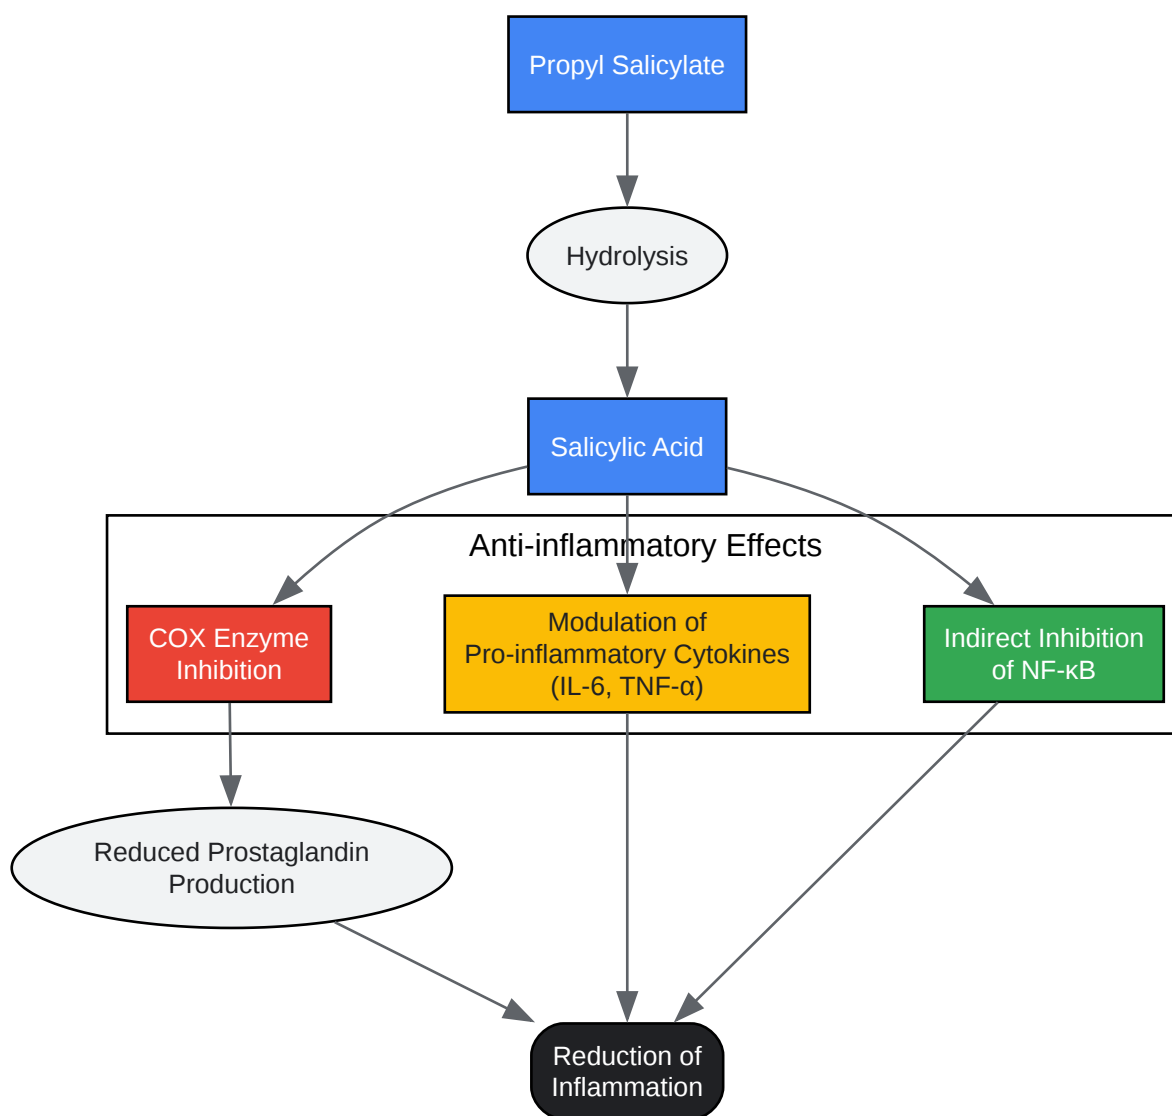 Propyl Salicylate
Hydrolysis
Salicylic Acid
Anti-inflammatory Effects
COX Enzyme
Inhibition
Modulation of
Pro-inflammatory Cytokines
(IL-6, TNF-α)
Indirect Inhibition
of NF-κB
Reduced Prostaglandin
Production
Reduction of
Inflammation